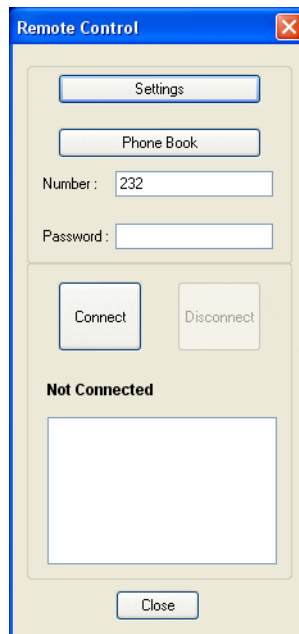 Remote Control
Settings
Phone Book
Number : 232
Password :
Connect Disconnect
Not Connected
Close